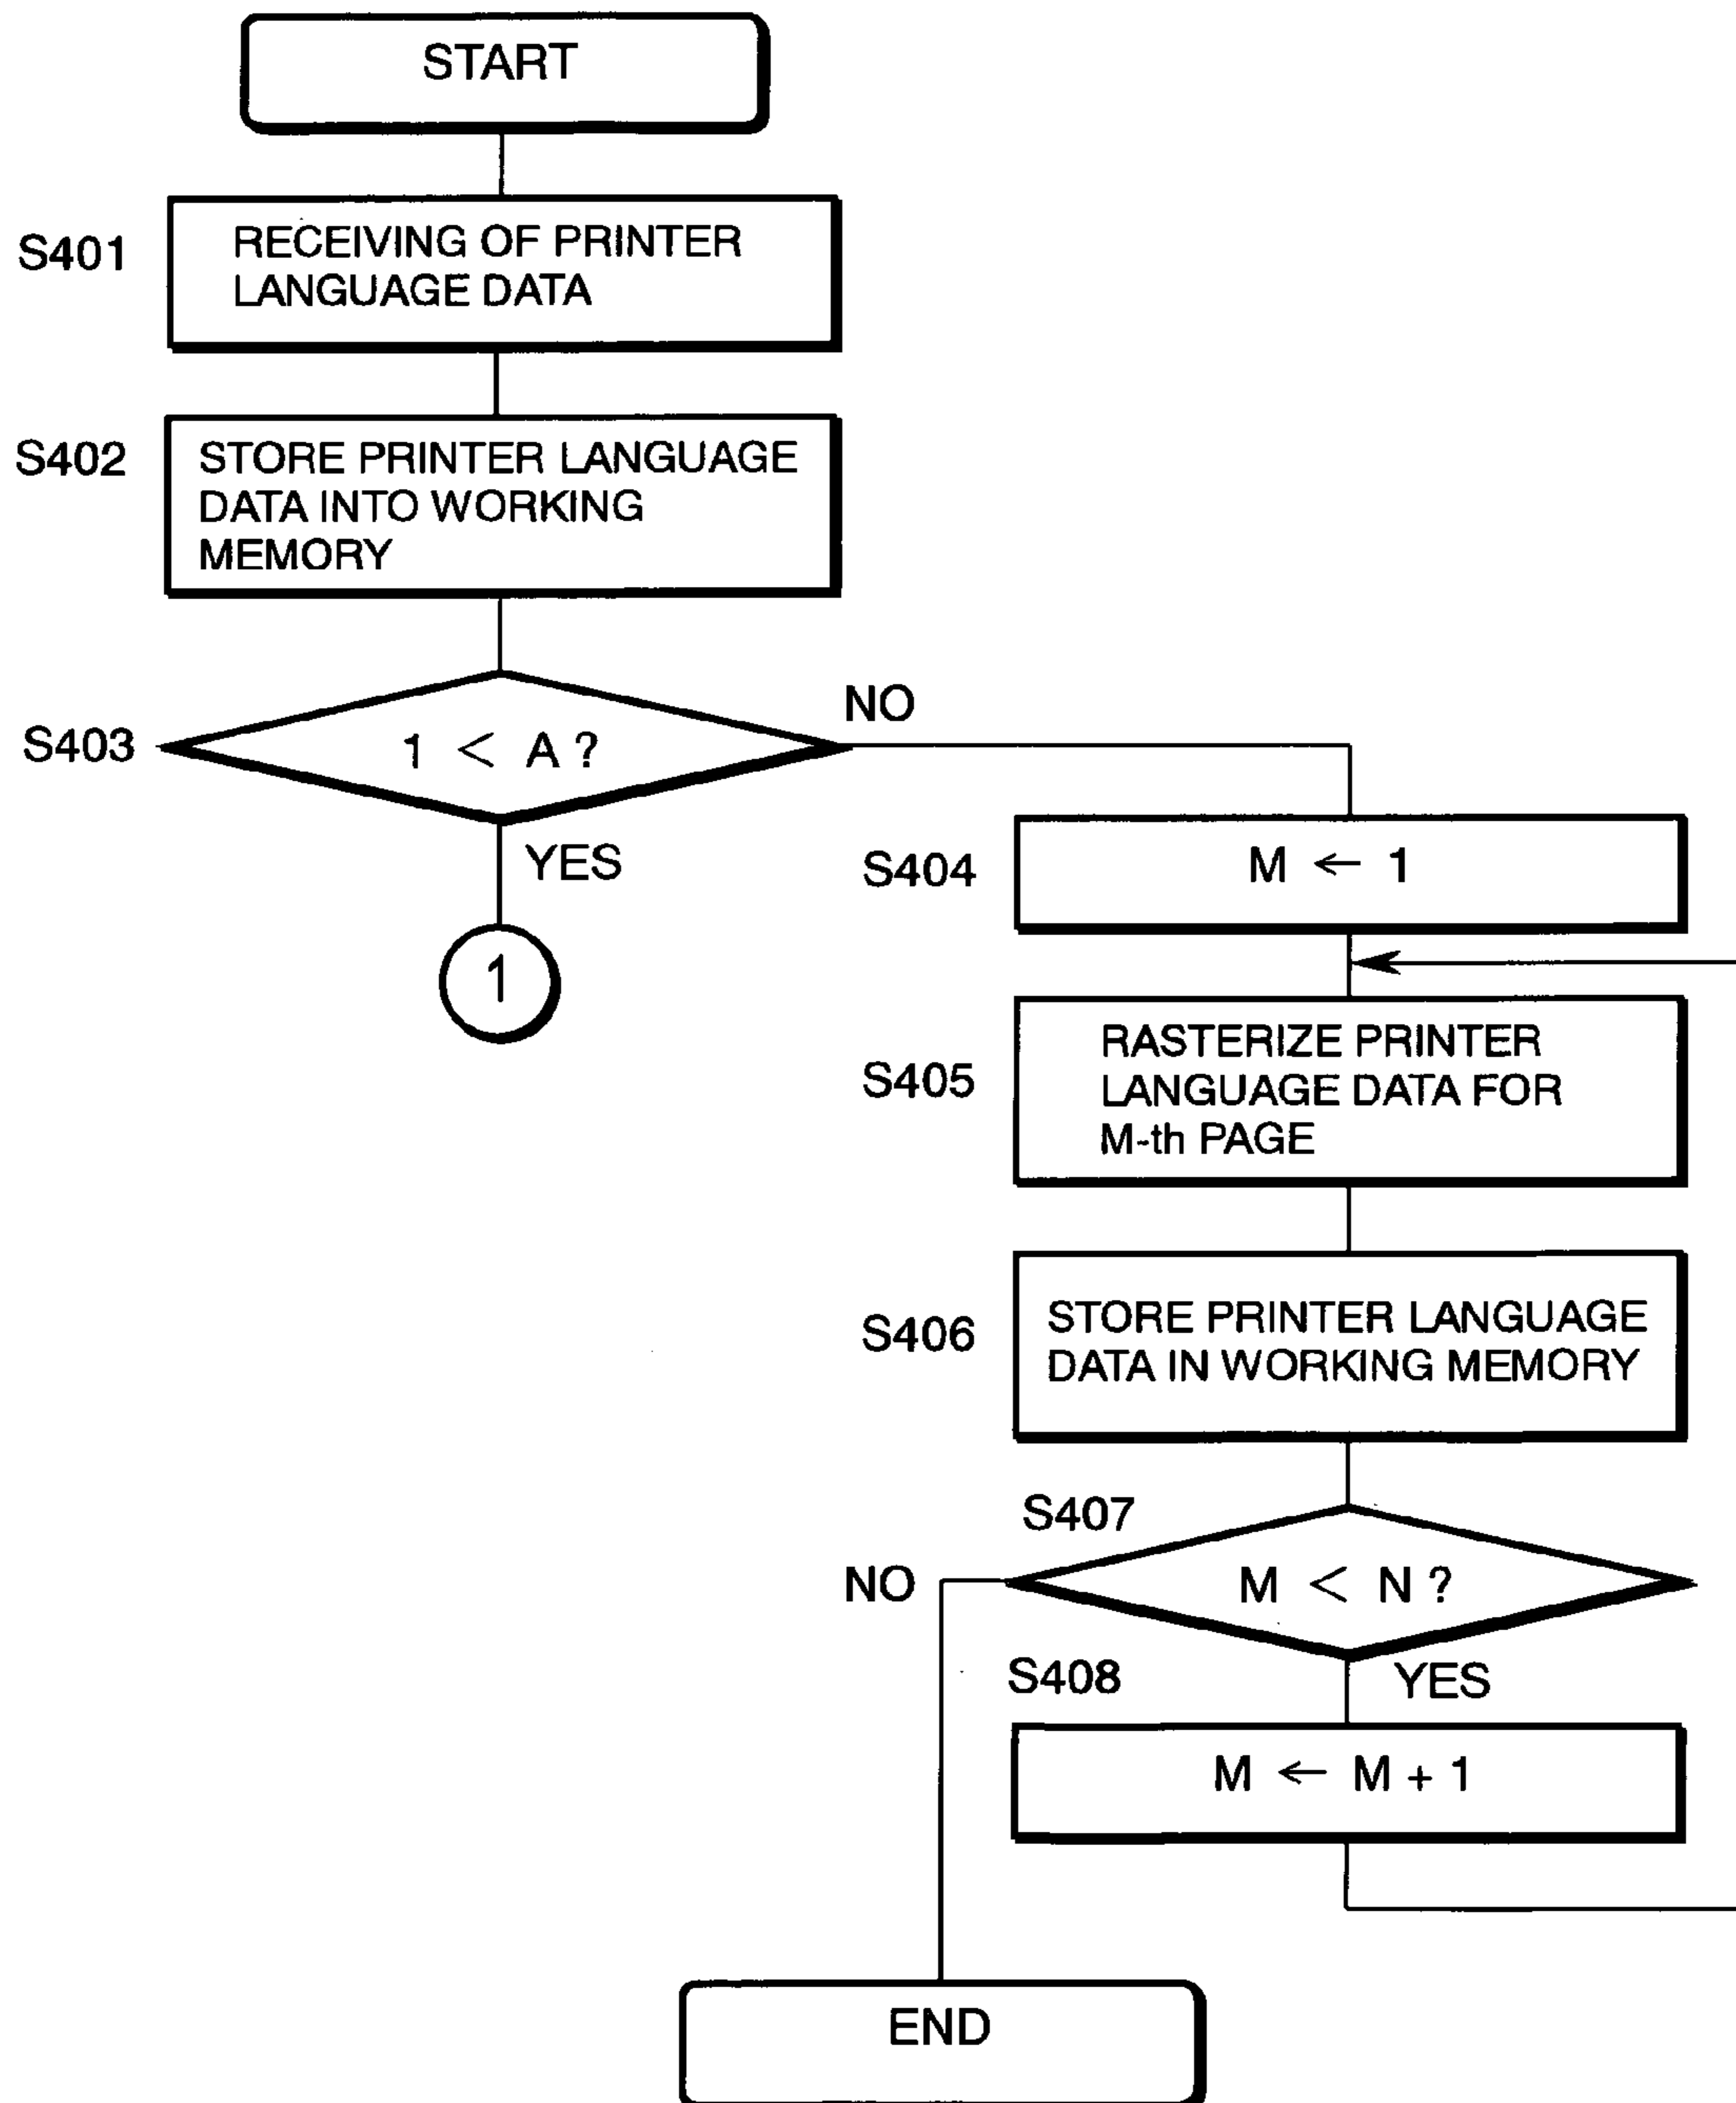 START
S401
RECEIVING OF PRINTER
LANGUAGE DATA
S402
STORE PRINTER LANGUAGE
DATA INTO WORKING
MEMORY
S403
1 < A ?
NO
YES
1
S404
M ← 1
S405
RASTERIZE PRINTER
LANGUAGE DATA FOR
M-th PAGE
S406
STORE PRINTER LANGUAGE
DATA IN WORKING MEMORY
S407
NO
M < N ?
S408
YES
M ← M + 1
END